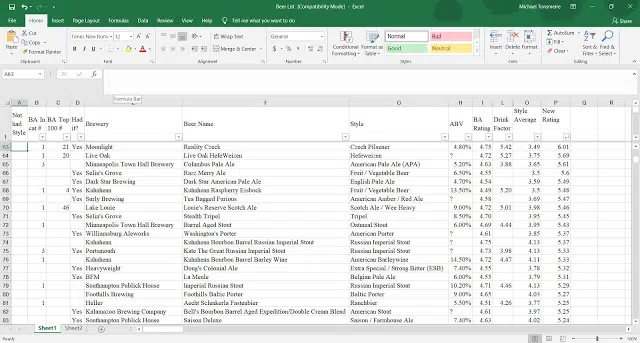 Beer List [Compatibility Mode] - Excel
Michael Tonsmeire
File Home Insert Page Layout Formulas Data Review View Tell me what you want to do
Share
Cut
Copy
Format Painter
Paste
Clipboard
Times New Roman 12
Font
Wrap Text
Merge & Center
Alignment
General
Number
Conditional Formatting
Format as Table
Normal Bad
Good Neutral
Styles
Insert Delete Format
Cells
AutoSum
Fill
Clear
Sort & Filter
Find & Select
Editing
A63
Formula Bar
A B C D E F G H I L O P Q R
Not had Style BA In cat # BA Top 100 # Had it? Brewery Beer Name Style ABV BA Rating Drink Factor Style Average New Rating
63 1 21 Yes Moonlight Reality Czeck Czech Pilsener 4.80% 4.75 5.42 3.49 6.01
64 1 20 Live Oak Live Oak HefeWeizen Hefeweizen ? 4.72 5.27 3.75 5.69
65 3 Minneapolis Town Hall Brewery Columbus Pale Ale American Pale Ale (APA) 5.20% 4.63 3.88 3.65 5.61
66 Yes Selin's Grove Razz Merry Ale Fruit / Vegetable Beer 6.50% 4.55 3.5 5.6
67 Yes Dark Star Brewing Dark Star American Pale Ale English Pale Ale 4.70% 4.54 3.59 5.49
68 1 4 Yes Kuhnhenn Kuhnhenn Raspberry Eisbock Fruit / Vegetable Beer 13.50% 4.49 5.20 3.5 5.48
69 Yes Surly Brewing Tea Bagged Furious American Amber / Red Ale ? 4.58 3.69 5.47
70 1 46 Lake Louie Louie's Reserve Scotch Ale Scotch Ale / Wee Heavy 9.00% 4.72 5.01 3.98 5.46
71 Yes Selin's Grove Stealth Tripel Tripel 8.50% 4.70 3.95 5.45
72 1 Minneapolis Town Hall Brewery Barrel Aged Stout Oatmeal Stout 6.00% 4.69 4.44 3.95 5.43
73 Yes Williamsburg Aleworks Washington's Porter American Porter ? 4.61 3.85 5.37
74 Kuhnhenn Kuhnhenn Bourbon Barrel Russian Imperial Stout Russian Imperial Stout ? 4.75 4.13 5.37
75 3 Yes Portsmouth Kate The Great Russian Imperial Stout Russian Imperial Stout ? 4.73 3.98 4.13 5.33
76 1 Kuhnhenn Kuhnhenn Bourbon Barrel Barley Wine American Barleywine 14.50% 4.72 4.47 4.11 5.33
77 Yes Heavyweight Doug's Colonial Ale Extra Special / Strong Bitter (ESB) 7.40% 4.55 3.78 5.32
78 Yes BFM La Meule Belgian Pale Ale 6.00% 4.55 3.79 5.31
79 1 Southampton Publick House Imperial Russian Stout Russian Imperial Stout 10.20% 4.71 4.46 4.13 5.29
80 Foothills Brewing Baltic Porter Baltic Porter 9.00% 4.65 4.03 5.27
81 1 Heller Aecht Schlenkerla Fastenbier Rauchbier 5.50% 4.51 4.26 3.77 5.25
82 Yes Kalamazoo Brewing Company Bell's Bourbon Barrel Aged Expedition/Double Cream Blend American Stout ? 4.61 3.97 5.25
83 Yes Southampton Publick House Saison Deluxe Saison / Farmhouse Ale 7.40% 4.63 4.02 5.24
Sheet1 Sheet2
Ready
100%